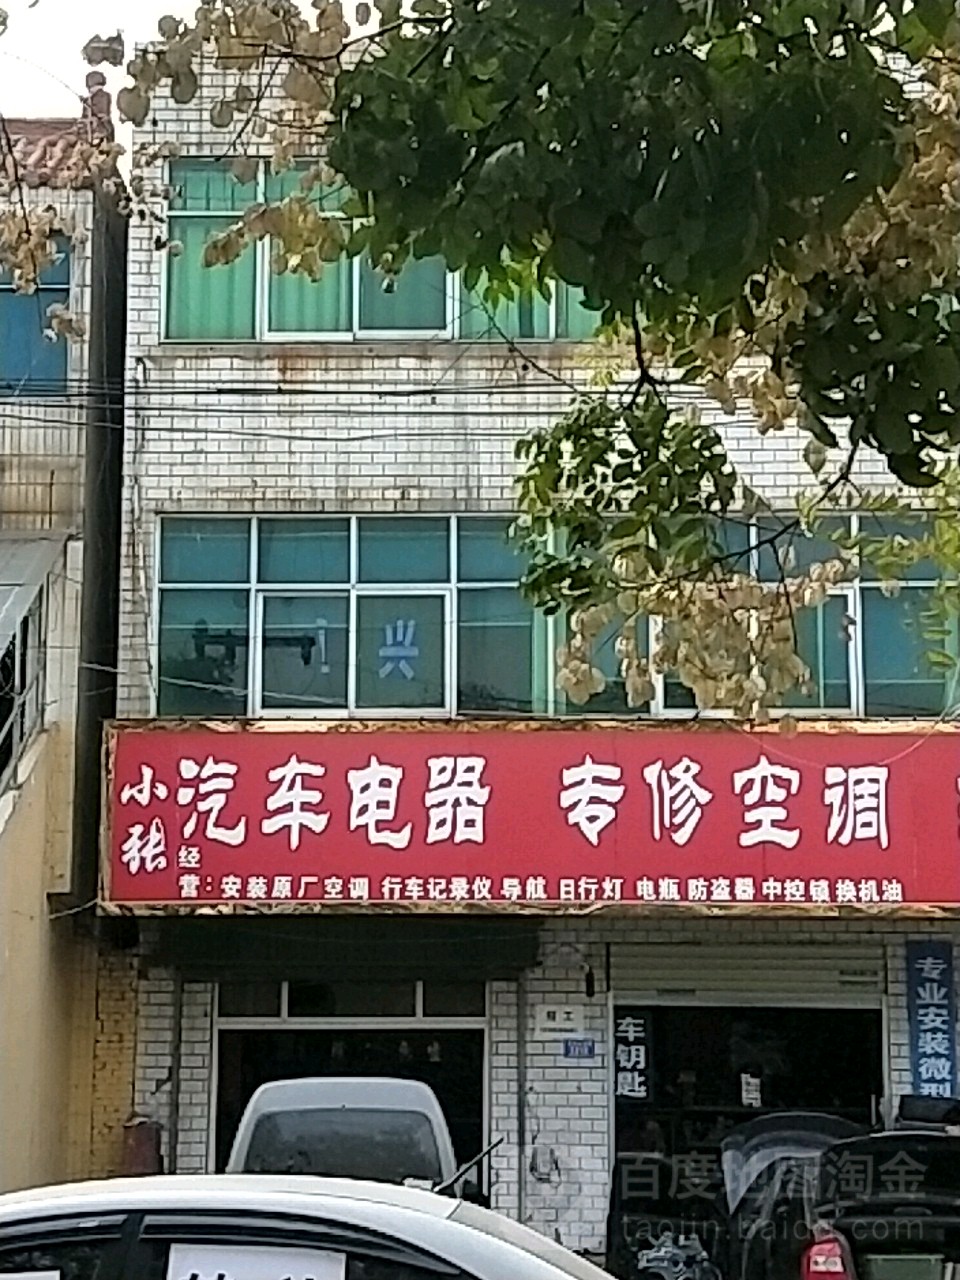 兴
小张
汽车电器 专修空调
经营：安装原厂空调 行车记录仪 导航 日行灯 电瓶 防盗器 中控锁 换机油
专业安装微型
车钥匙
百度地图淘金
taojin.baidu.com